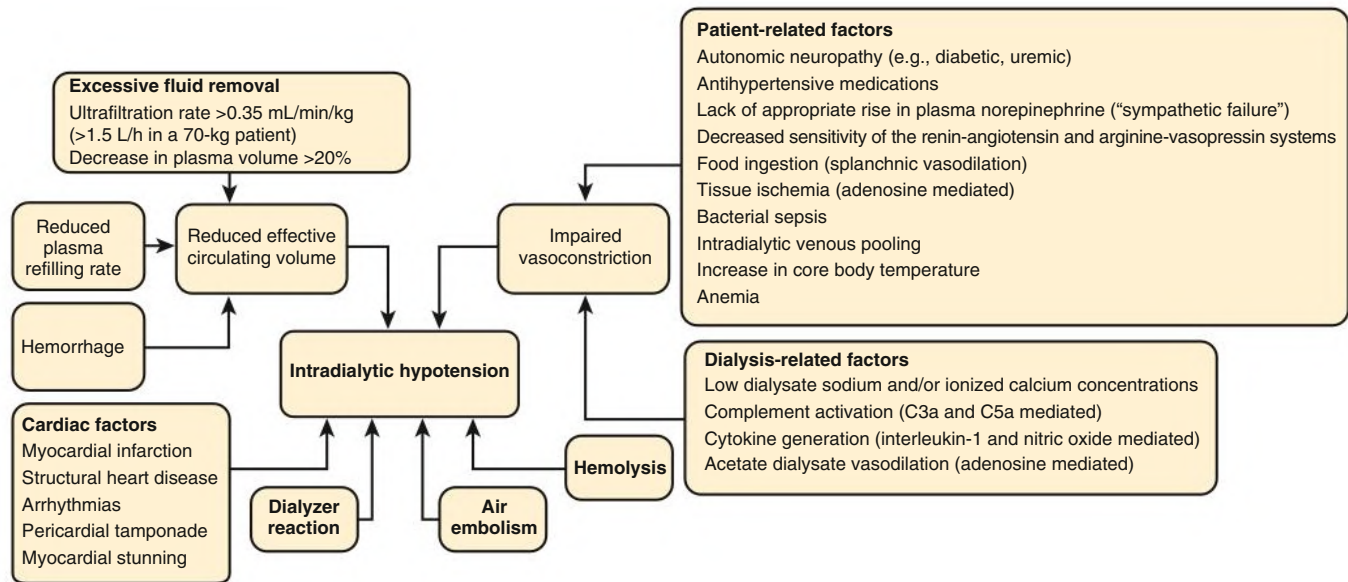 Excessive fluid removal
Ultrafiltration rate >0.35 mL/min/kg
(>1.5 L/h in a 70-kg patient)
Decrease in plasma volume >20%
Reduced
plasma
refilling rate
Reduced effective
circulating volume
Hemorrhage
Impaired
vasoconstriction
Patient-related factors
Autonomic neuropathy (e.g., diabetic, uremic)
Antihypertensive medications
Lack of appropriate rise in plasma norepinephrine (“sympathetic failure”)
Decreased sensitivity of the renin-angiotensin and arginine-vasopressin systems
Food ingestion (splanchnic vasodilation)
Tissue ischemia (adenosine mediated)
Bacterial sepsis
Intradialytic venous pooling
Increase in core body temperature
Anemia
Intradialytic hypotension
Dialysis-related factors
Low dialysate sodium and/or ionized calcium concentrations
Complement activation (C3a and C5a mediated)
Cytokine generation (interleukin-1 and nitric oxide mediated)
Acetate dialysate vasodilation (adenosine mediated)
Cardiac factors
Myocardial infarction
Structural heart disease
Arrhythmias
Pericardial tamponade
Myocardial stunning
Dialyzer
reaction
Air
embolism
Hemolysis